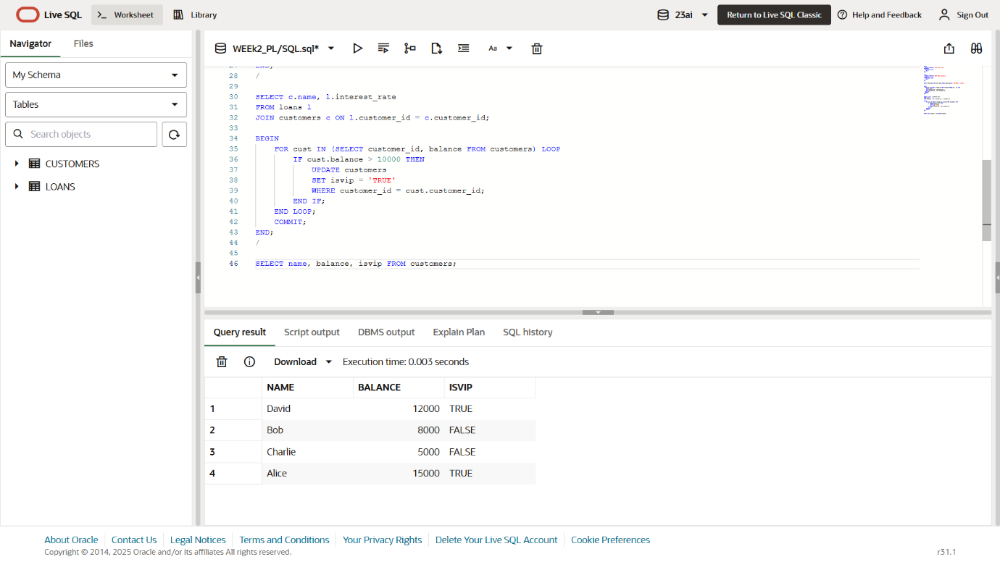 Live SQL
Worksheet
Library
23ai
Return to Live SQL Classic
Help and Feedback
Sign Out
Navigator
Files
My Schema
Tables
Search objects
CUSTOMERS
LOANS
WEEk2_PL/SQL.sql*
Aa
28 /
29
30 SELECT c.name, l.interest_rate
31 FROM loans l
32 JOIN customers c ON l.customer_id = c.customer_id;
33
34 BEGIN
35 FOR cust IN (SELECT customer_id, balance FROM customers) LOOP
36 IF cust.balance > 10000 THEN
37 UPDATE customers
38 SET isvip = 'TRUE'
39 WHERE customer_id = cust.customer_id;
40 END IF;
41 END LOOP;
42 COMMIT;
43 END;
44 /
45
46 SELECT name, balance, isvip FROM customers;
Query result
Script output
DBMS output
Explain Plan
SQL history
Download
Execution time: 0.003 seconds
NAME BALANCE ISVIP
1 David 12000 TRUE
2 Bob 8000 FALSE
3 Charlie 5000 FALSE
4 Alice 15000 TRUE
About Oracle
Contact Us
Legal Notices
Terms and Conditions
Your Privacy Rights
Delete Your Live SQL Account
Cookie Preferences
Copyright © 2014, 2025 Oracle and/or its affiliates All rights reserved.
r31.1